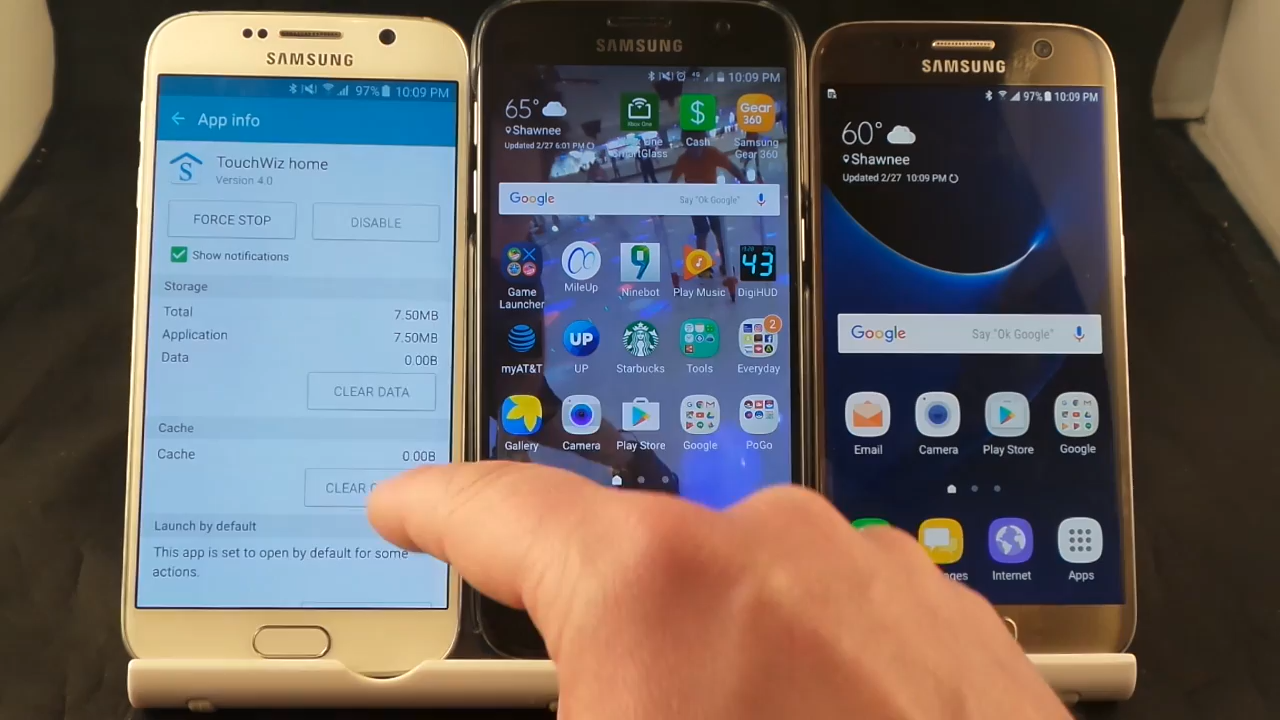 SAMSUNG
97% 10:09 PM
App info
TouchWiz home
Version 4.0
FORCE STOP
DISABLE
Show notifications
Storage
Total 7.50MB
Application 7.50MB
Data 0.00B
CLEAR DATA
Cache
Cache 0.00B
CLEAR
Launch by default
This app is set to open by default for some
actions.
SAMSUNG
10:09 PM
65°
Shawnee
Updated 2/27 6:01 PM
SmartGlass
Cash
Gear
360
Samsung
Gear 360
Google Say "Ok Google"
Game
Launcher
MileUp
9
Ninebot
Play Music
43
DigiHUD
myAT&T
UP
UP
Starbucks
Tools
2
Everyday
Gallery
Camera
Play Store
Google
PoGo
SAMSUNG
97% 10:09 PM
60°
Shawnee
Updated 2/27 10:09 PM
Google Say "Ok Google"
Email
Camera
Play Store
Google
Internet
Apps